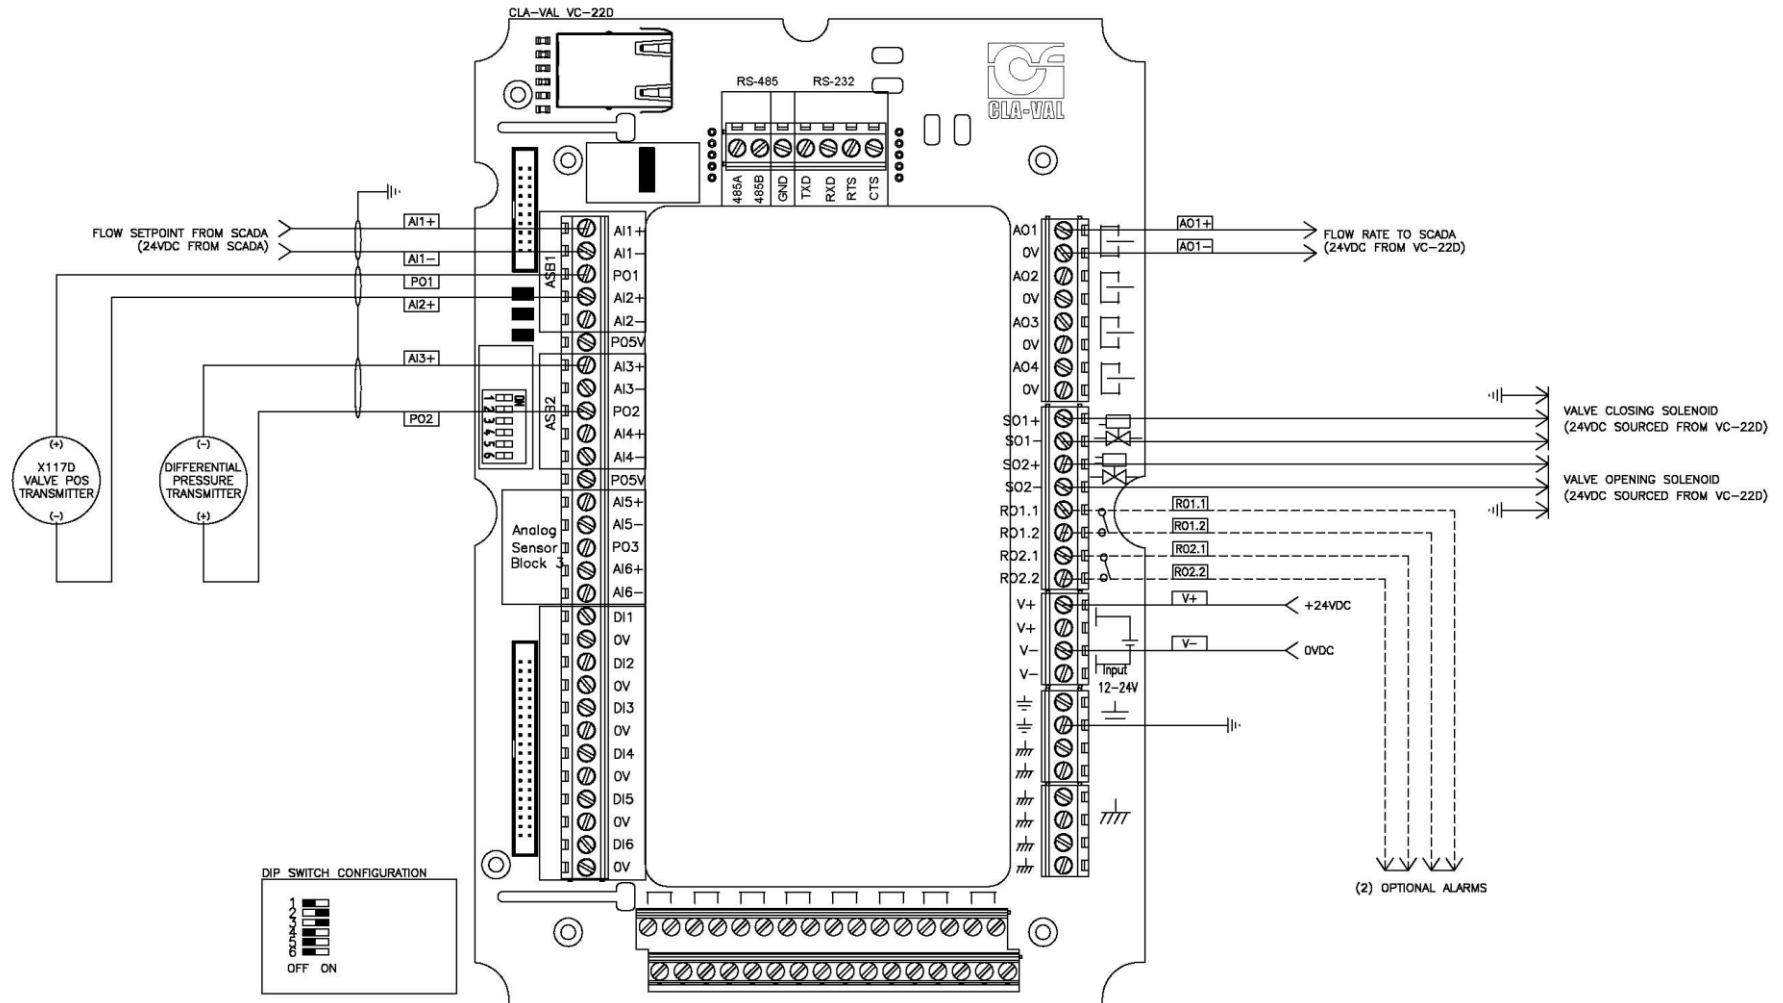 CLA-VAL VC-22D
CLA-VAL
RS-485
RS-232
485A
485B
GND
TXD
RXD
RTS
CTS
FLOW SETPOINT FROM SCADA
(24VDC FROM SCADA)
AI1+
AI1-
PO1
AI2+
AI3+
PO2
(+)
X117D
VALVE POS
TRANSMITTER
(-)
(-)
DIFFERENTIAL
PRESSURE
TRANSMITTER
(+)
ASB1
ASB2
ON
1
2
3
4
5
6
Analog
Sensor
Block 3
AI1+
AI1-
PO1
AI2+
AI2-
PO5V
AI3+
AI3-
PO2
AI4+
AI4-
PO5V
AI5+
AI5-
PO3
AI6+
AI6-
DI1
0V
DI2
0V
DI3
0V
DI4
0V
DI5
0V
DI6
0V
AO1
0V
AO2
0V
AO3
0V
AO4
0V
SO1+
SO1-
SO2+
SO2-
RO1.1
RO1.2
RO2.1
RO2.2
V+
V+
V-
V-
Input
12-24V
AO1+
AO1-
FLOW RATE TO SCADA
(24VDC FROM VC-22D)
VALVE CLOSING SOLENOID
(24VDC SOURCED FROM VC-22D)
VALVE OPENING SOLENOID
(24VDC SOURCED FROM VC-22D)
RO1.1
RO1.2
RO2.1
RO2.2
V+
+24VDC
V-
0VDC
(2) OPTIONAL ALARMS
DIP SWITCH CONFIGURATION
1
2
3
4
5
6
OFF ON